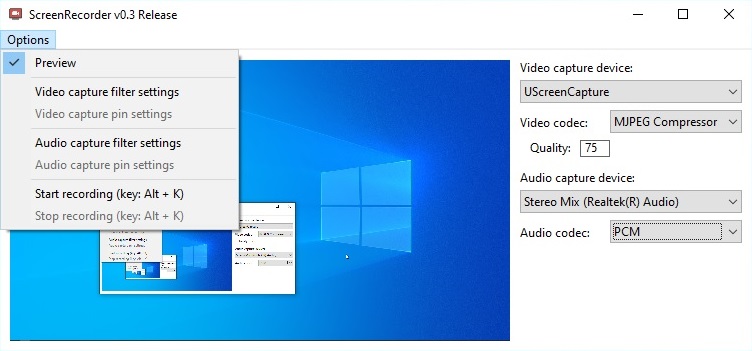 ScreenRecorder v0.3 Release
Options
Preview
Video capture filter settings
Video capture pin settings
Audio capture filter settings
Audio capture pin settings
Start recording (key: Alt + K)
Stop recording (key: Alt + K)
Video capture device:
UScreenCapture
Video codec: MJPEG Compressor
Quality: 75
Audio capture device:
Stereo Mix (Realtek(R) Audio)
Audio codec: PCM